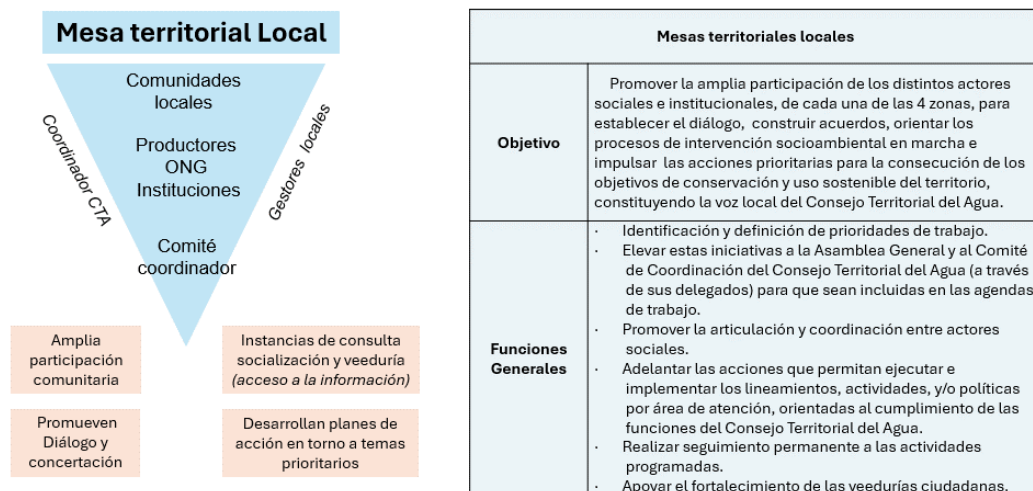 Mesa territorial Local
Comunidades
locales
Productores
ONG
Instituciones
Comité
coordinador
Coordinador CTA
Gestores locales
Amplia
participación
comunitaria
Instancias de consulta
socialización y veeduría
(acceso a la información)
Promueven
Diálogo y
concertación
Desarrollan planes de
acción en torno a temas
prioritarios
Mesas territoriales locales
Objetivo
Promover la amplia participación de los distintos actores
sociales e institucionales, de cada una de las 4 zonas, para
establecer el diálogo, construir acuerdos, orientar los
procesos de intervención socioambiental en marcha e
impulsar las acciones prioritarias para la consecución de los
objetivos de conservación y uso sostenible del territorio,
constituyendo la voz local del Consejo Territorial del Agua.
Funciones
Generales
· Identificación y definición de prioridades de trabajo.
· Elevar estas iniciativas a la Asamblea General y al Comité
de Coordinación del Consejo Territorial del Agua (a través
de sus delegados) para que sean incluidas en las agendas
de trabajo.
· Promover la articulación y coordinación entre actores
sociales.
· Adelantar las acciones que permitan ejecutar e
implementar los lineamientos, actividades, y/o políticas
por área de atención, orientadas al cumplimiento de las
funciones del Consejo Territorial del Agua.
· Realizar seguimiento permanente a las actividades
programadas.
· Apoyar el fortalecimiento de las veedurías ciudadanas.